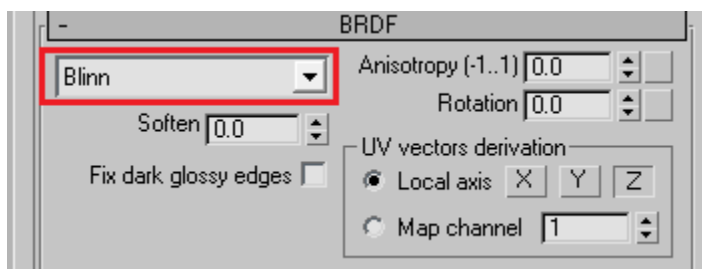 - BRDF
Blinn
Anisotropy (-1..1) 0.0
Rotation 0.0
Soften 0.0
UV vectors derivation
Fix dark glossy edges
Local axis X Y Z
Map channel 1